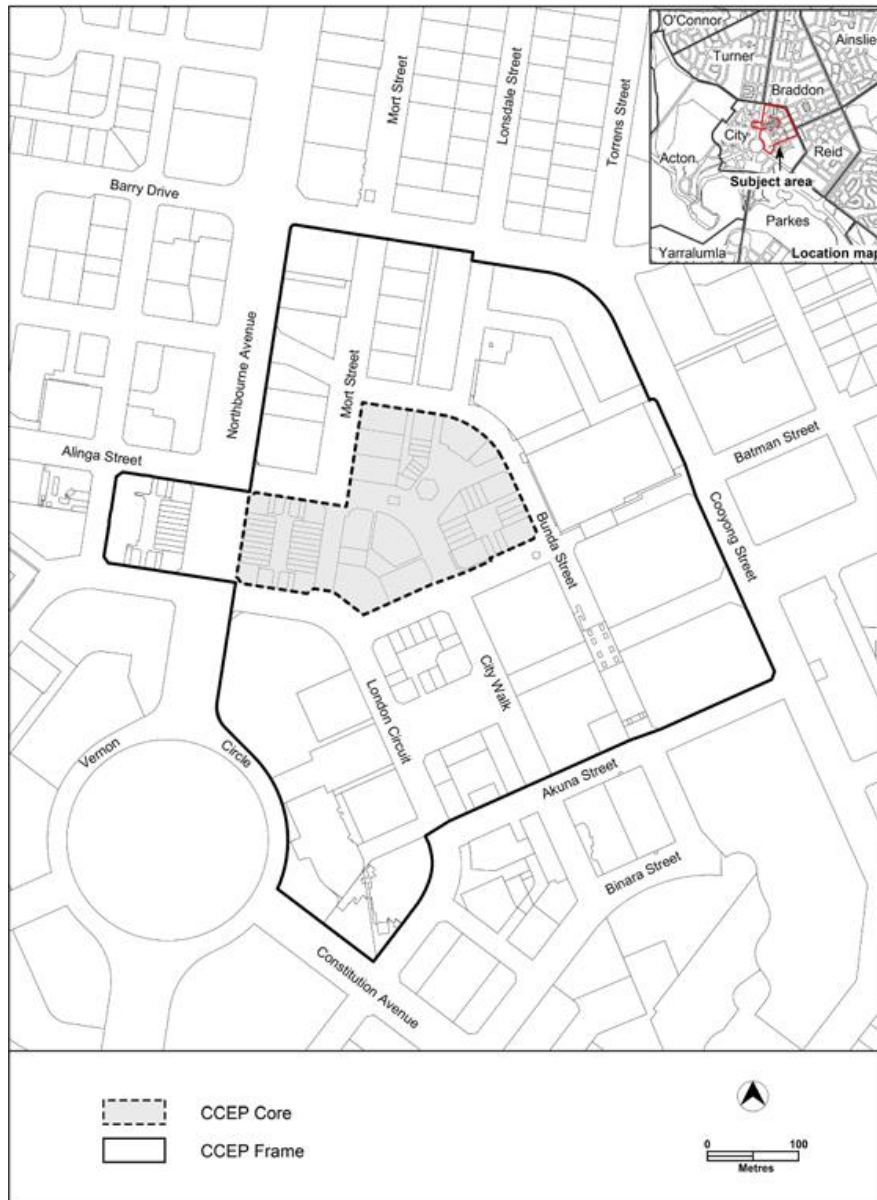 O'Connor
Ainslie
Turner
Braddon
City
Reid
Acton
Subject area
Parkes
Yarralumla
Location map
Mort Street
Lonsdale Street
Torrens Street
Barry Drive
Northbourne Avenue
Mort Street
Alinga Street
Batman Street
Cooyong Street
Bunda Street
City Walk
London Circuit
Vernon
Circle
Akuna Street
Binara Street
Constitution Avenue
CCEP Core
CCEP Frame
0 100
Metres